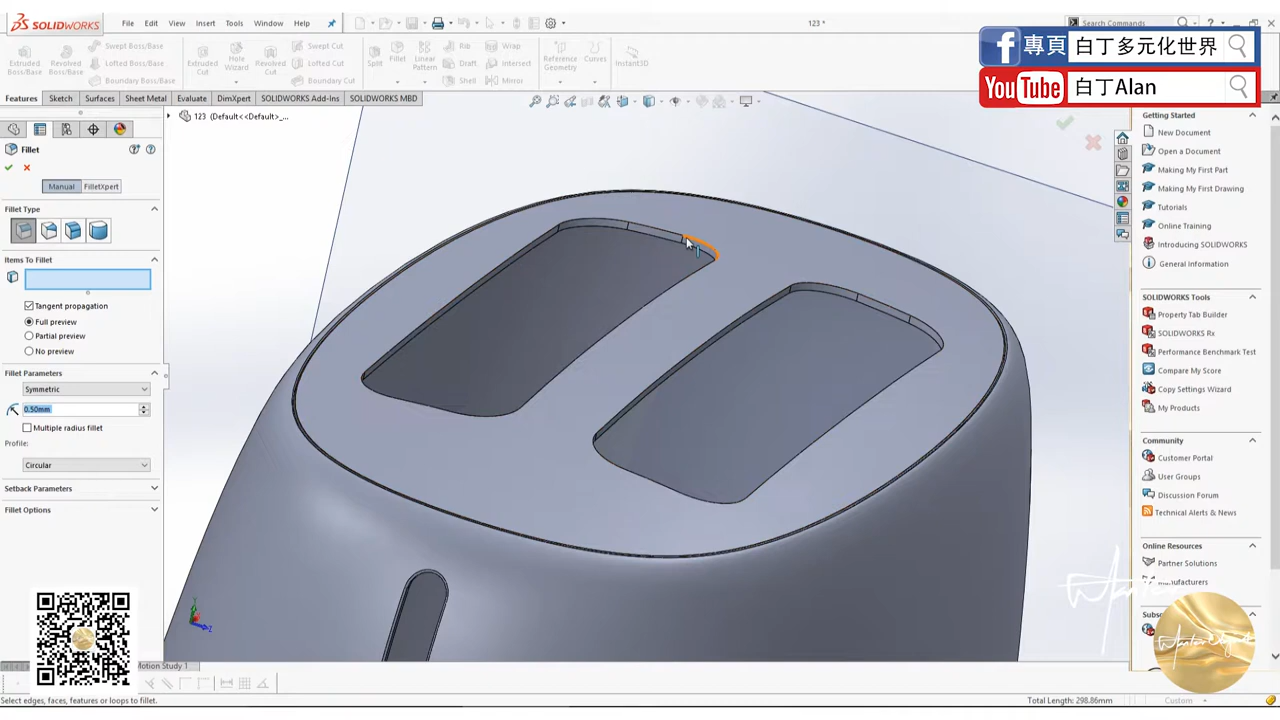 SOLIDWORKS
File
Edit
View
Insert
Tools
Window
Help
123 *
Search Commands
Extruded Boss/Base
Revolved Boss/Base
Swept Boss/Base
Lofted Boss/Base
Boundary Boss/Base
Extruded Cut
Hole Wizard
Revolved Cut
Swept Cut
Lofted Cut
Boundary Cut
Split
Fillet
Linear Pattern
Rib
Draft
Shell
Wrap
Intersect
Mirror
Reference Geometry
Curves
Instant3D
f 專頁 白丁多元化世界
YouTube 白丁Alan
Features
Sketch
Surfaces
Sheet Metal
Evaluate
DimXpert
SOLIDWORKS Add-Ins
SOLIDWORKS MBD
123 (Default<<Default>_...
Fillet
Manual
FilletXpert
Fillet Type
Items To Fillet
Tangent propagation
Full preview
Partial preview
No preview
Fillet Parameters
Symmetric
0.50mm
Multiple radius fillet
Profile:
Circular
Setback Parameters
Fillet Options
Getting Started
New Document
Open a Document
Making My First Part
Making My First Drawing
Tutorials
Online Training
Introducing SOLIDWORKS
General Information
SOLIDWORKS Tools
Property Tab Builder
SOLIDWORKS Rx
Performance Benchmark Test
Compare My Score
Copy Settings Wizard
My Products
Community
Customer Portal
User Groups
Discussion Forum
Technical Alerts & News
Online Resources
Partner Solutions
Manufacturers
Motion Study 1
Select edges, faces, features or loops to fillet.
Total Length: 298.86mm
Custom